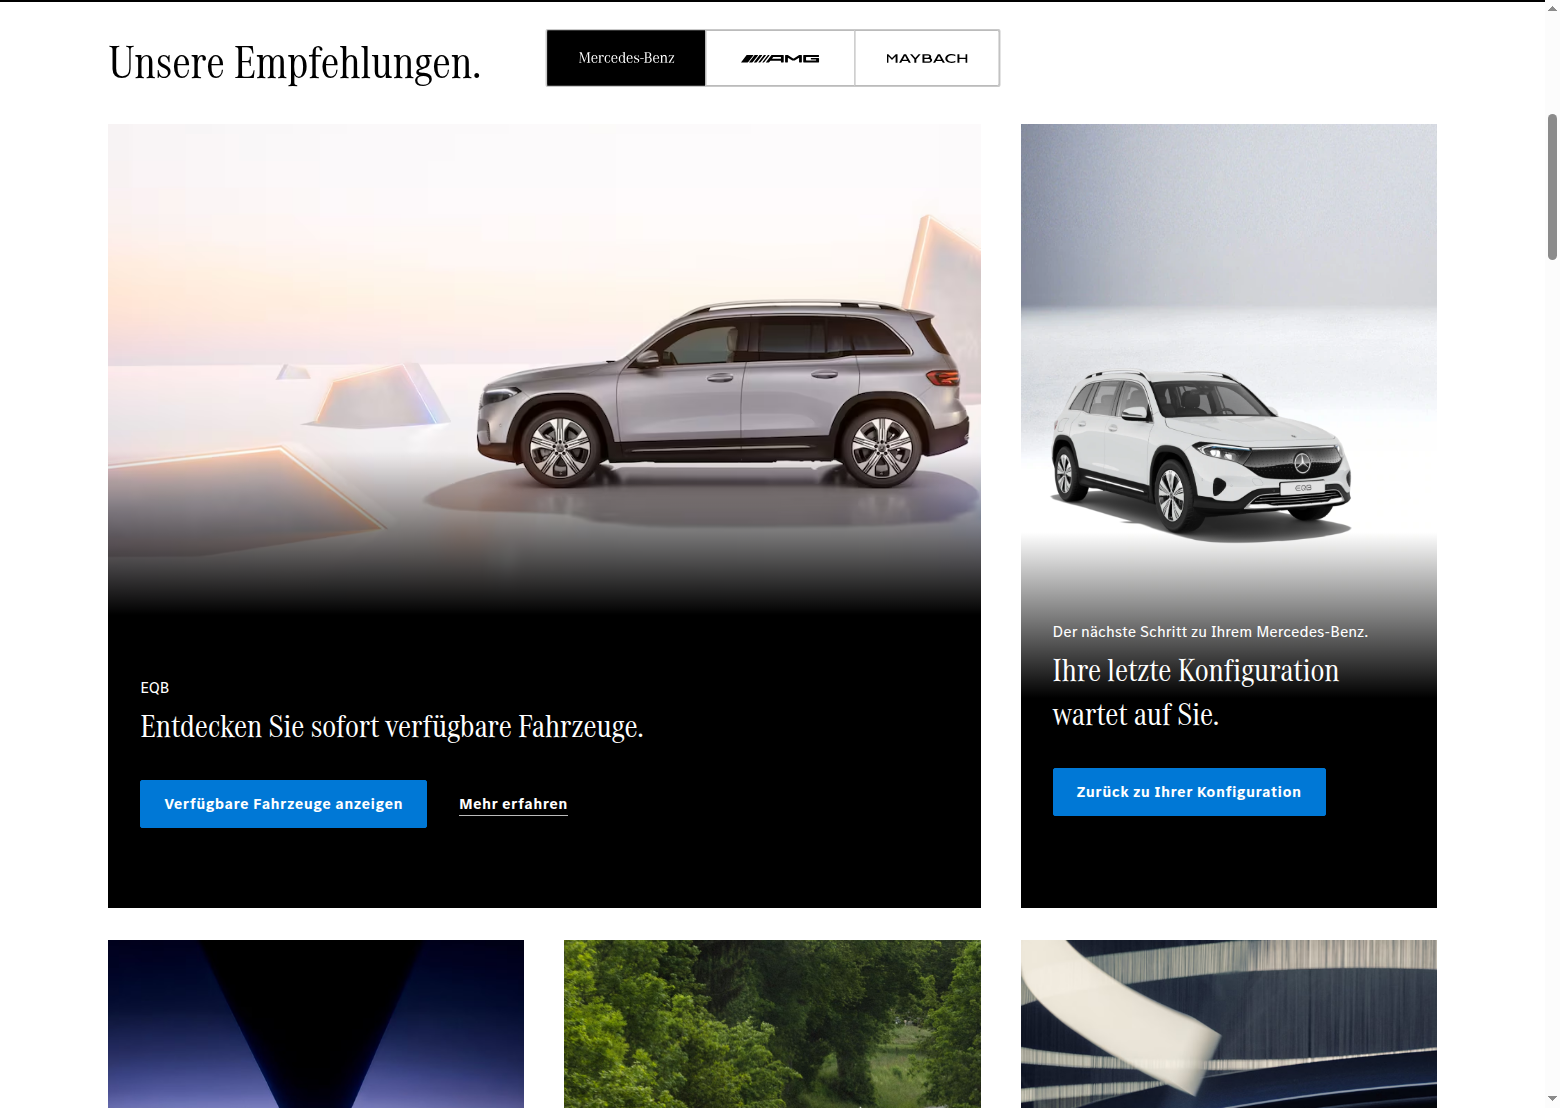 Unsere Empfehlungen.
Mercedes-Benz
AMG
MAYBACH
EQB
Entdecken Sie sofort verfügbare Fahrzeuge.
Verfügbare Fahrzeuge anzeigen
Mehr erfahren
EQB
Der nächste Schritt zu Ihrem Mercedes-Benz.
Ihre letzte Konfiguration
wartet auf Sie.
Zurück zu Ihrer Konfiguration